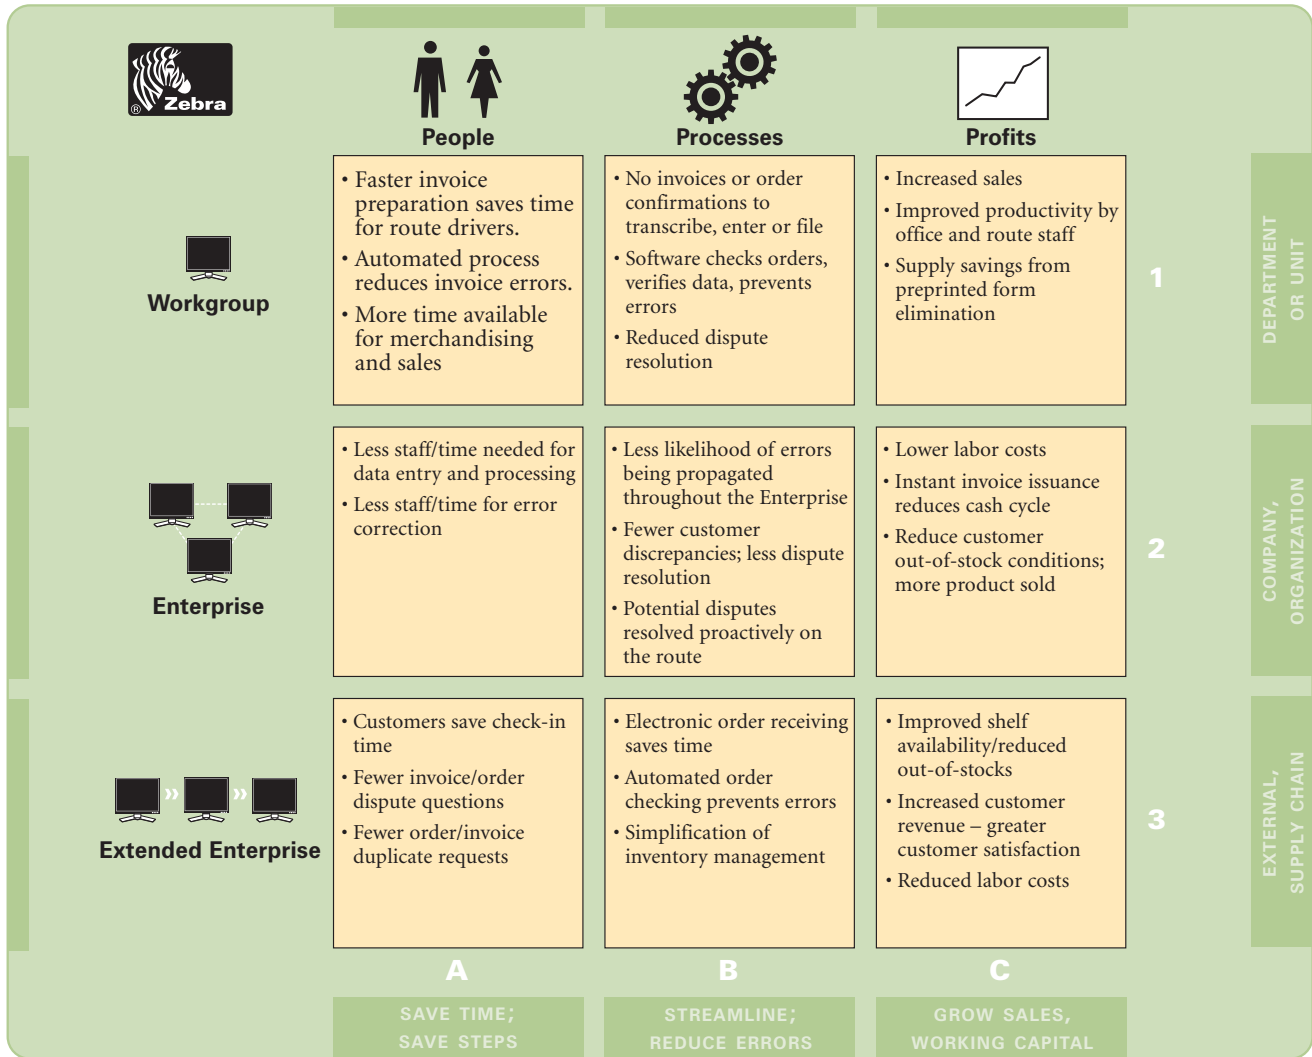 Zebra
®
People
Processes
Profits
Workgroup
• Faster invoice
preparation saves time
for route drivers.
• Automated process
reduces invoice errors.
• More time available
for merchandising
and sales
• No invoices or order
confirmations to
transcribe, enter or file
• Software checks orders,
verifies data, prevents
errors
• Reduced dispute
resolution
• Increased sales
• Improved productivity by
office and route staff
• Supply savings from
preprinted form
elimination
1
DEPARTMENT
OR UNIT
Enterprise
• Less staff/time needed for
data entry and processing
• Less staff/time for error
correction
• Less likelihood of errors
being propagated
throughout the Enterprise
• Fewer customer
discrepancies; less dispute
resolution
• Potential disputes
resolved proactively on
the route
• Lower labor costs
• Instant invoice issuance
reduces cash cycle
• Reduce customer
out-of-stock conditions;
more product sold
2
COMPANY,
ORGANIZATION
» »
Extended Enterprise
• Customers save check-in
time
• Fewer invoice/order
dispute questions
• Fewer order/invoice
duplicate requests
• Electronic order receiving
saves time
• Automated order
checking prevents errors
• Simplification of
inventory management
• Improved shelf
availability/reduced
out-of-stocks
• Increased customer
revenue – greater
customer satisfaction
• Reduced labor costs
3
EXTERNAL,
SUPPLY CHAIN
A
B
C
SAVE TIME;
SAVE STEPS
STREAMLINE;
REDUCE ERRORS
GROW SALES,
WORKING CAPITAL